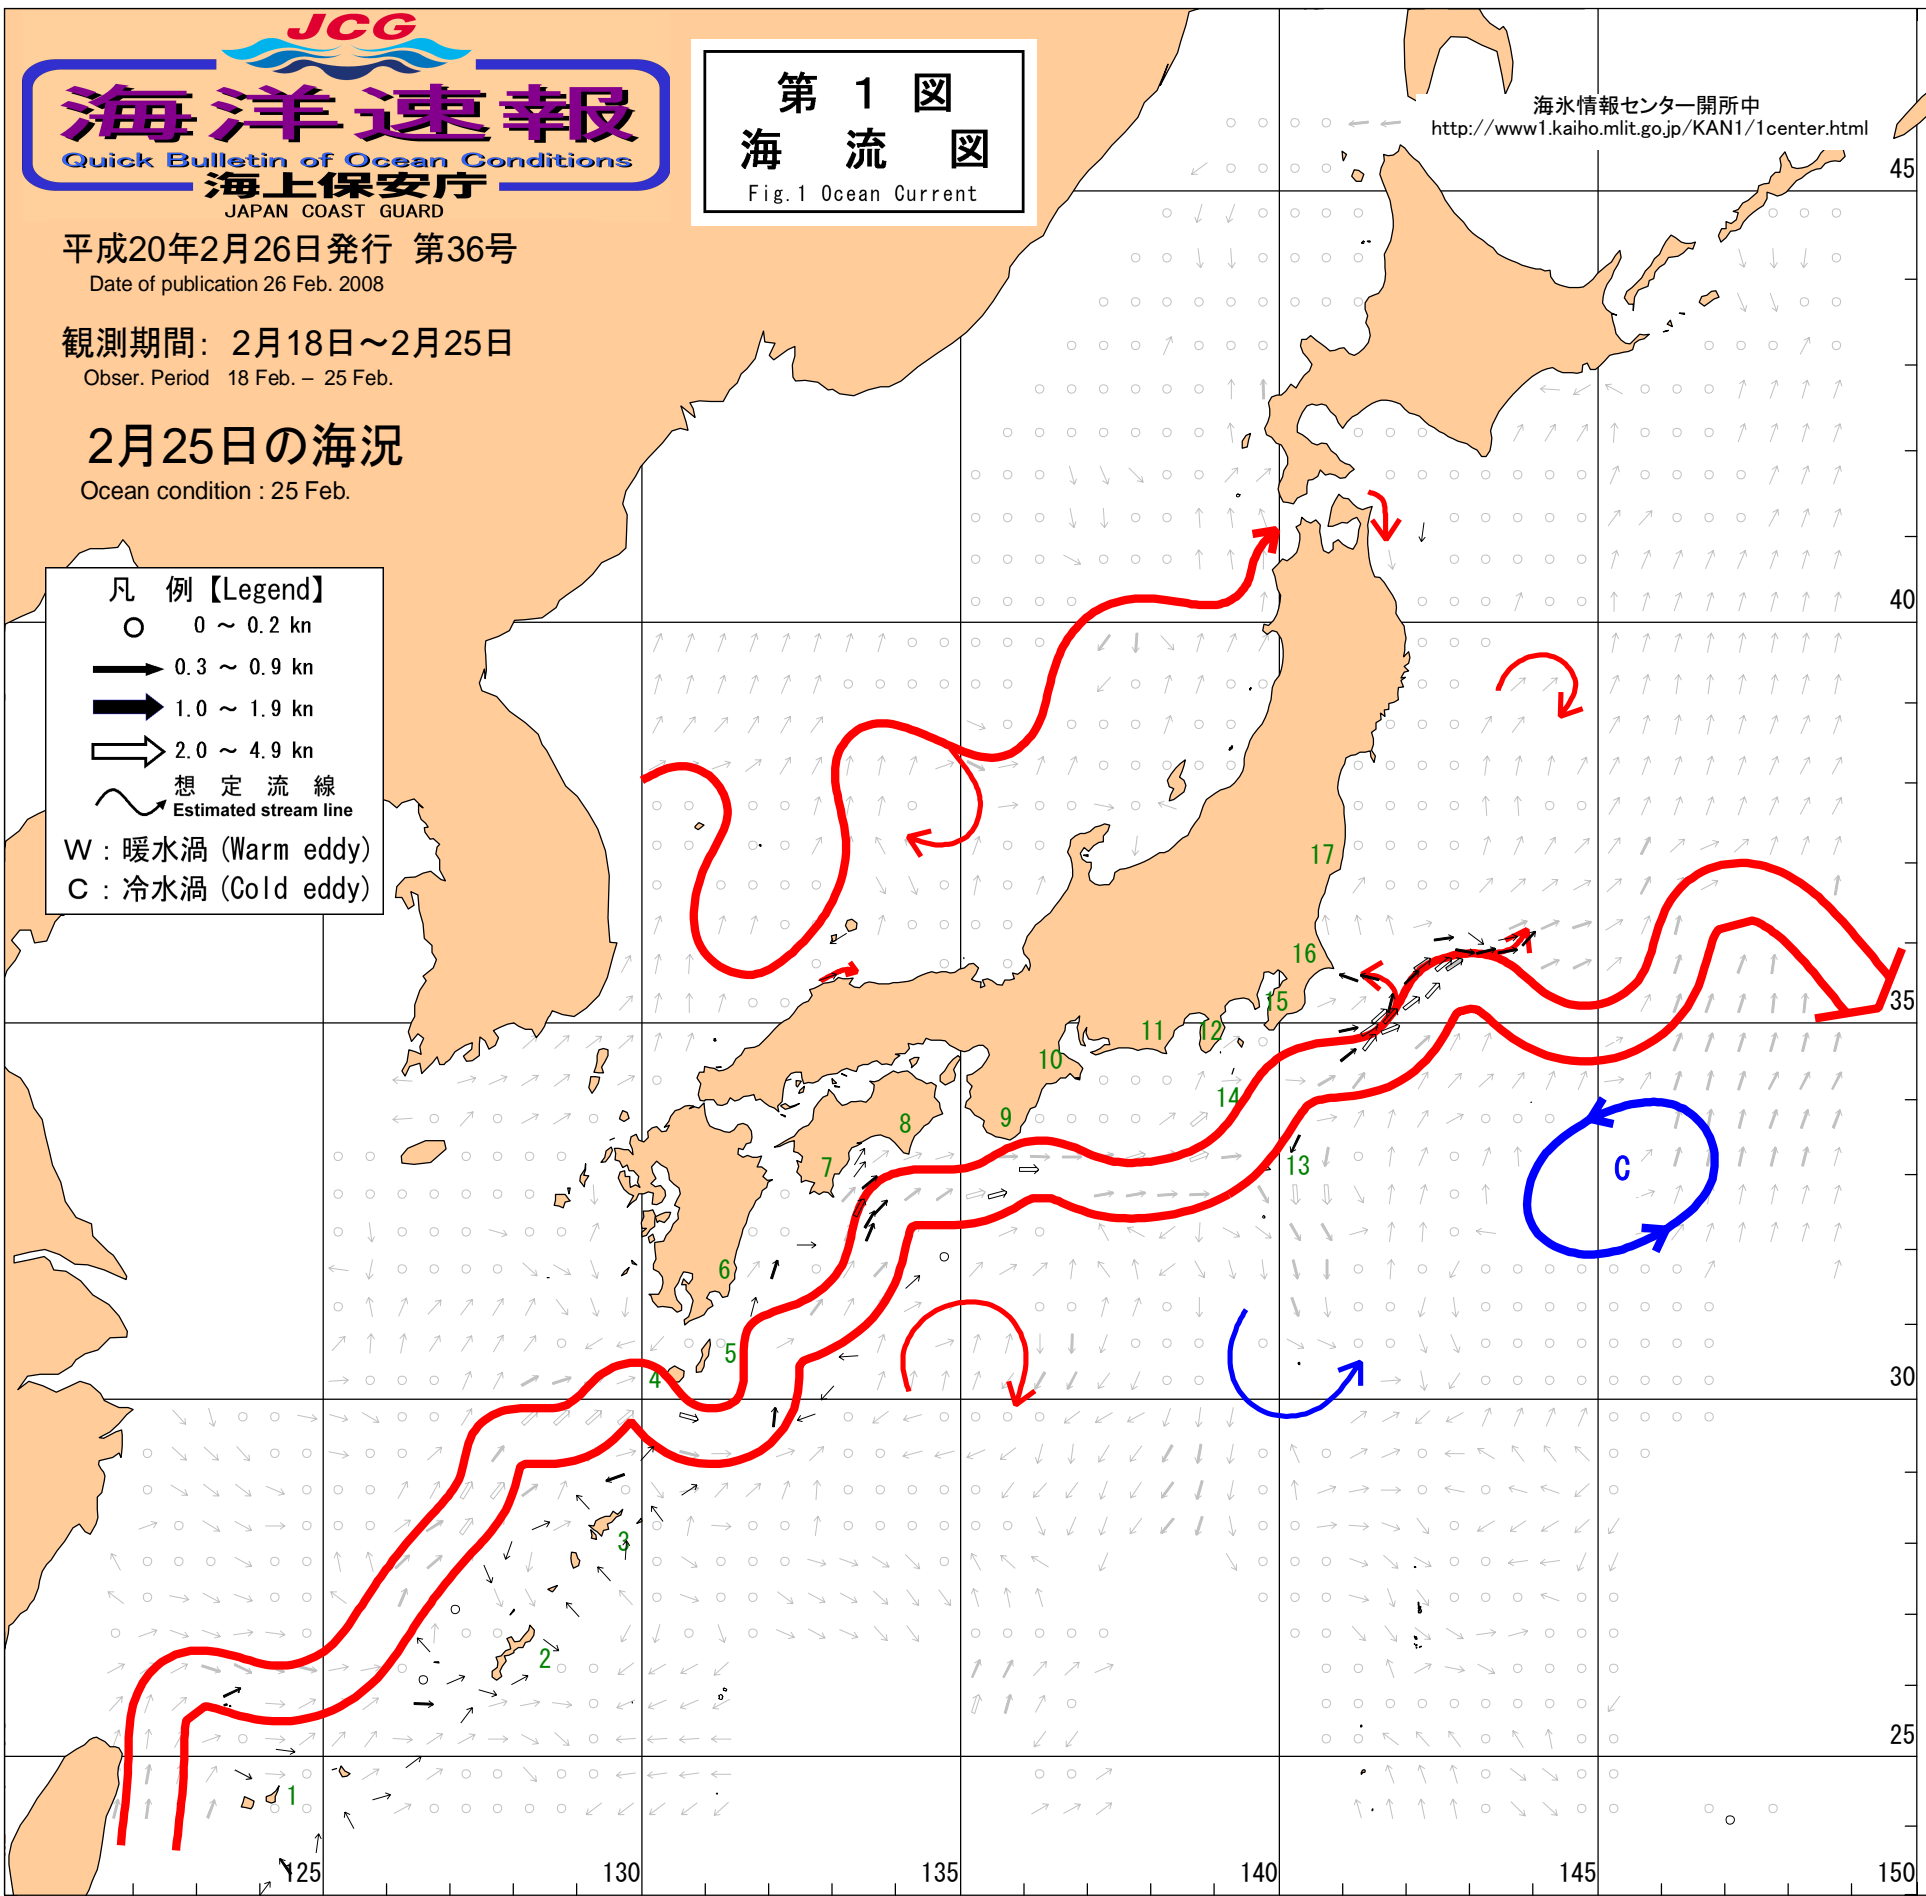 JCG
海洋速報
Quick Bulletin of Ocean Conditions
海上保安庁
JAPAN COAST GUARD
平成20年2月26日発行 第36号
Date of publication 26 Feb. 2008
観測期間: 2月18日～2月25日
Obser. Period 18 Feb. – 25 Feb.
2月25日の海況
Ocean condition : 25 Feb.
第 1 図
海 流 図
Fig.1 Ocean Current
海氷情報センター開所中
http://www1.kaiho.mlit.go.jp/KAN1/1center.html
凡 例【Legend】
0 ～ 0.2 kn
0.3 ～ 0.9 kn
1.0 ～ 1.9 kn
2.0 ～ 4.9 kn
想 定 流 線
Estimated stream line
W : 暖水渦 (Warm eddy)
C : 冷水渦 (Cold eddy)
45
40
17
16
35
15
12
11
10
14
9
8
7
13
C
6
5
4
30
3
2
25
1
125
130
135
140
145
150